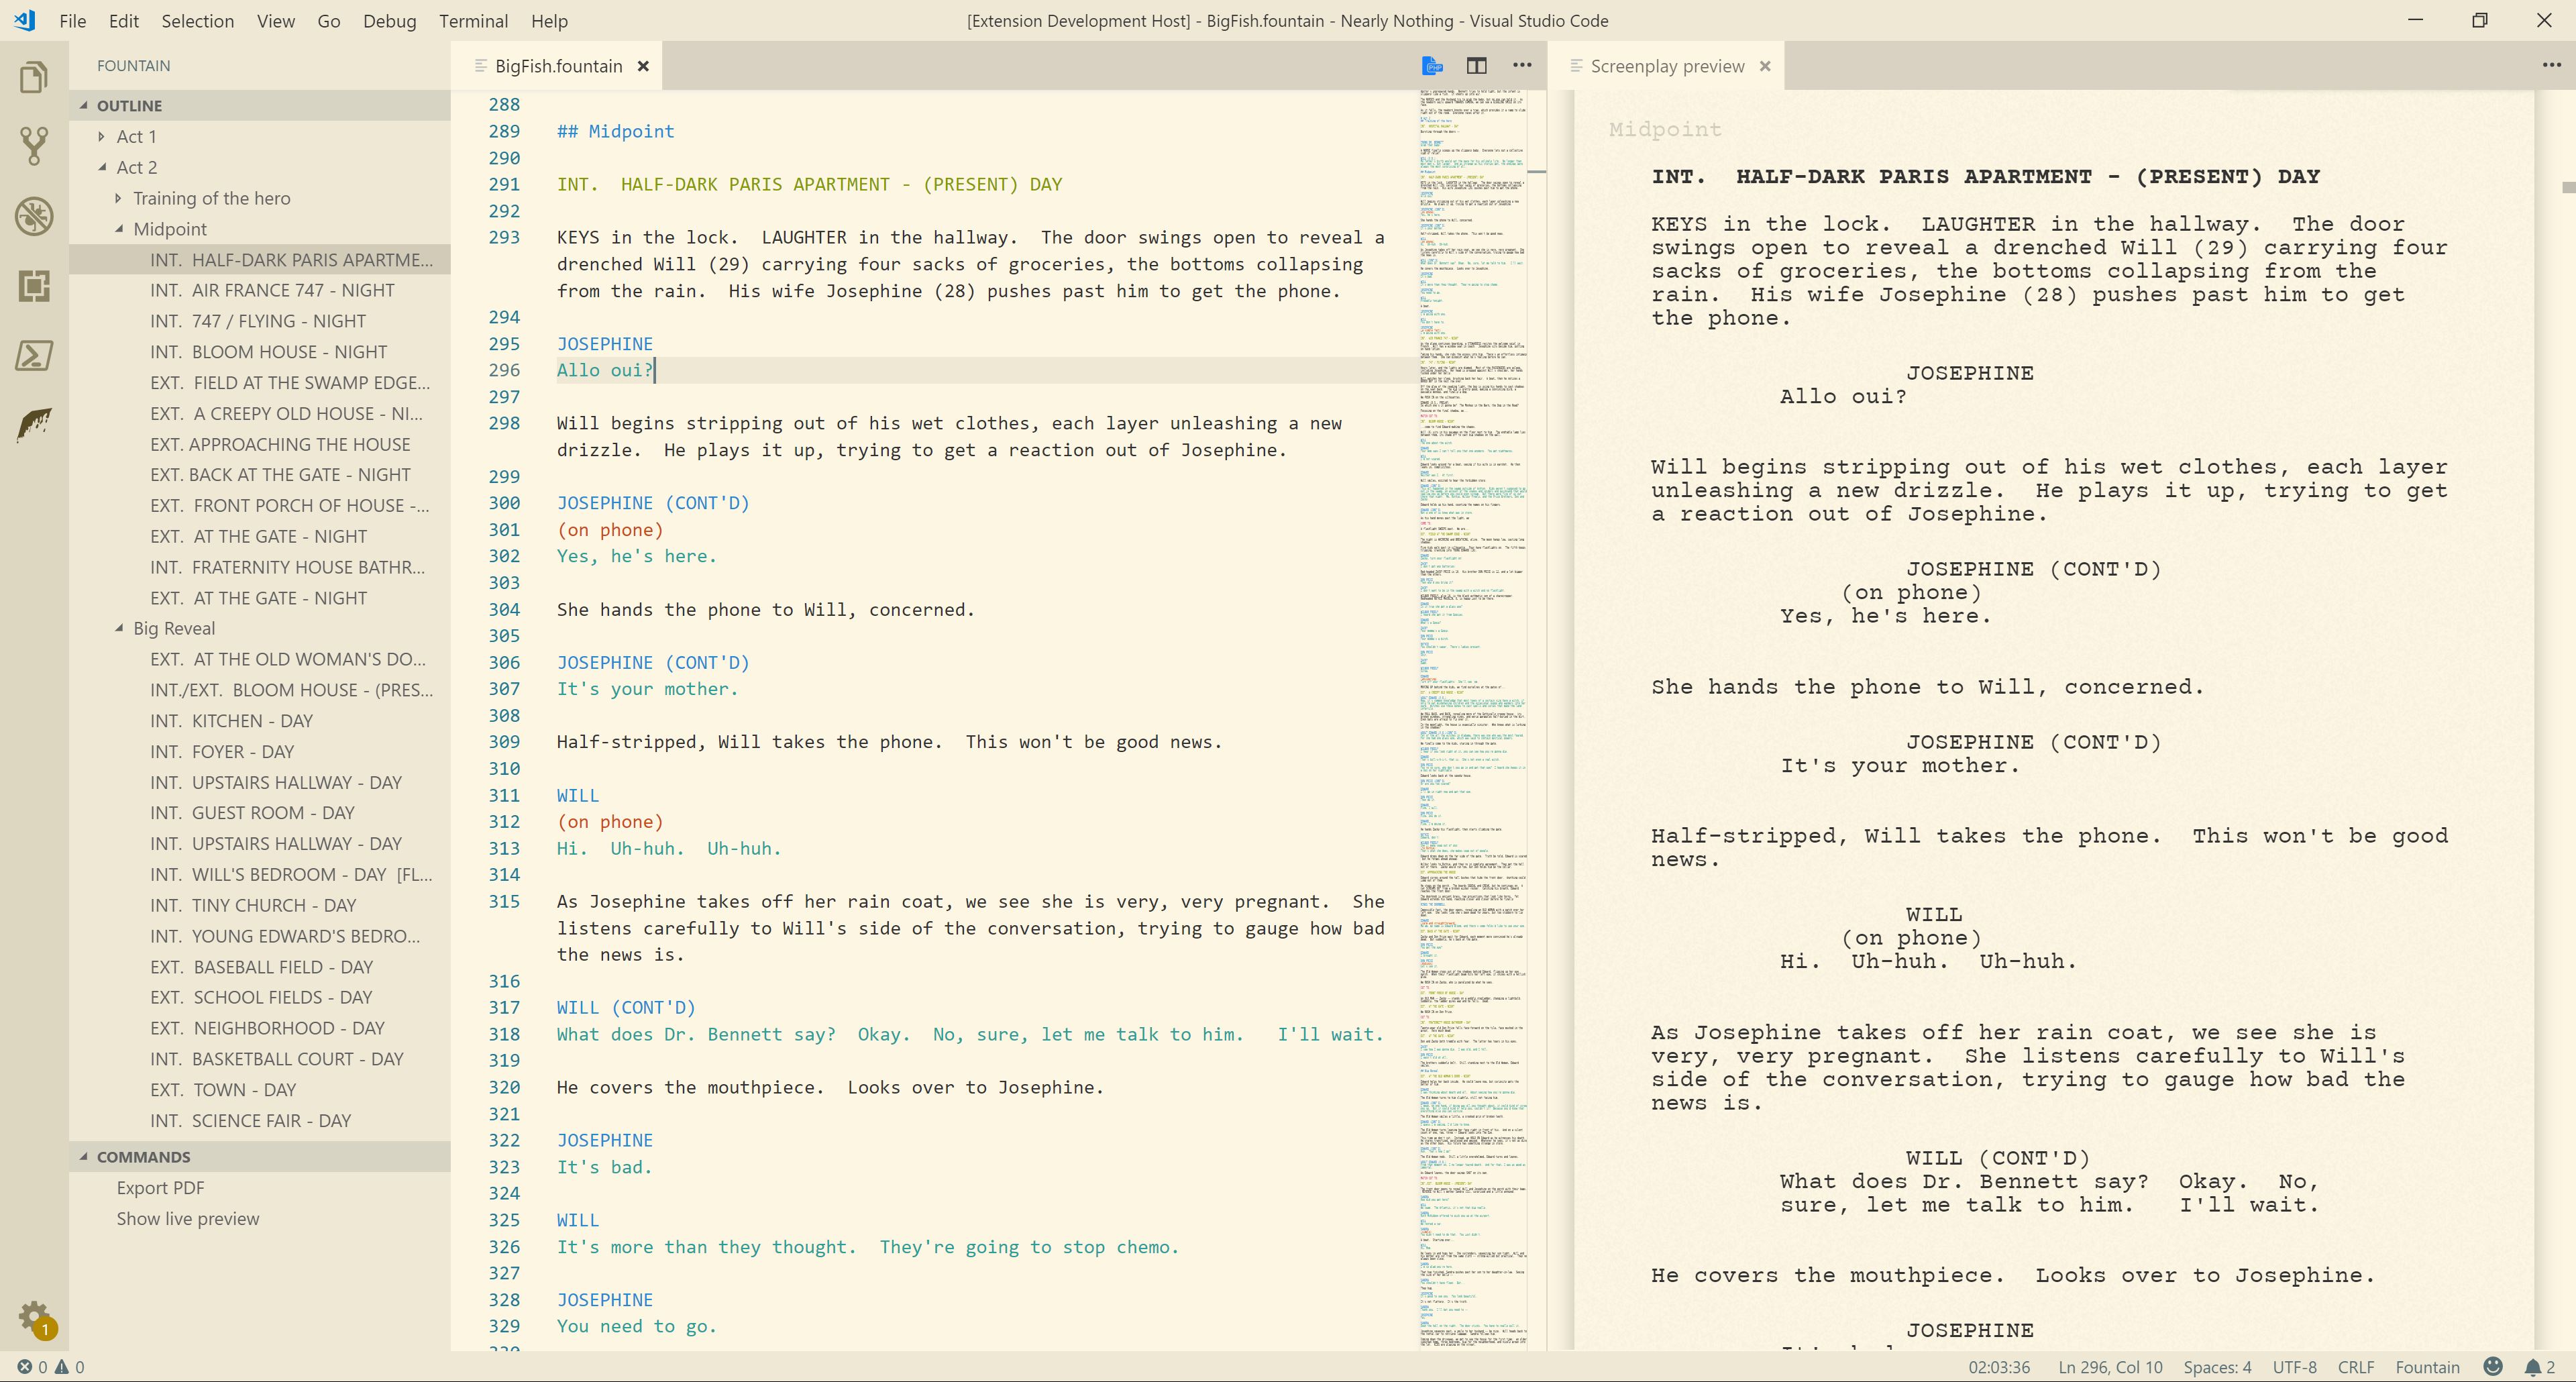 File Edit Selection View Go Debug Terminal Help
[Extension Development Host] - BigFish.fountain - Nearly Nothing - Visual Studio Code
FOUNTAIN
OUTLINE
Act 1
Act 2
Training of the hero
Midpoint
INT.  HALF-DARK PARIS APARTME...
INT.  AIR FRANCE 747 - NIGHT
INT.  747 / FLYING - NIGHT
INT.  BLOOM HOUSE - NIGHT
EXT.  FIELD AT THE SWAMP EDGE...
EXT.  A CREEPY OLD HOUSE - NI...
EXT. APPROACHING THE HOUSE
EXT. BACK AT THE GATE - NIGHT
EXT.  FRONT PORCH OF HOUSE -...
EXT.  AT THE GATE - NIGHT
INT.  FRATERNITY HOUSE BATHR...
EXT.  AT THE GATE - NIGHT
Big Reveal
EXT.  AT THE OLD WOMAN'S DO...
INT./EXT.  BLOOM HOUSE - (PRES...
INT.  KITCHEN - DAY
INT.  FOYER - DAY
INT.  UPSTAIRS HALLWAY - DAY
INT.  GUEST ROOM - DAY
INT.  UPSTAIRS HALLWAY - DAY
INT.  WILL'S BEDROOM - DAY  [FL...
INT.  TINY CHURCH - DAY
INT.  YOUNG EDWARD'S BEDRO...
EXT.  BASEBALL FIELD - DAY
EXT.  SCHOOL FIELDS - DAY
EXT.  NEIGHBORHOOD - DAY
INT.  BASKETBALL COURT - DAY
EXT.  TOWN - DAY
INT.  SCIENCE FAIR - DAY
COMMANDS
Export PDF
Show live preview
1
BigFish.fountain
288
289 ## Midpoint
290
291 INT.  HALF-DARK PARIS APARTMENT - (PRESENT) DAY
292
293 KEYS in the lock.  LAUGHTER in the hallway.  The door swings open to reveal a
drenched Will (29) carrying four sacks of groceries, the bottoms collapsing
from the rain.  His wife Josephine (28) pushes past him to get the phone.
294
295 JOSEPHINE
296 Allo oui?
297
298 Will begins stripping out of his wet clothes, each layer unleashing a new
drizzle.  He plays it up, trying to get a reaction out of Josephine.
299
300 JOSEPHINE (CONT'D)
301 (on phone)
302 Yes, he's here.
303
304 She hands the phone to Will, concerned.
305
306 JOSEPHINE (CONT'D)
307 It's your mother.
308
309 Half-stripped, Will takes the phone.  This won't be good news.
310
311 WILL
312 (on phone)
313 Hi.  Uh-huh.  Uh-huh.
314
315 As Josephine takes off her rain coat, we see she is very, very pregnant.  She
listens carefully to Will's side of the conversation, trying to gauge how bad
the news is.
316
317 WILL (CONT'D)
318 What does Dr. Bennett say?  Okay.  No, sure, let me talk to him.   I'll wait.
319
320 He covers the mouthpiece.  Looks over to Josephine.
321
322 JOSEPHINE
323 It's bad.
324
325 WILL
326 It's more than they thought.  They're going to stop chemo.
327
328 JOSEPHINE
329 You need to go.
Screenplay preview
Midpoint
INT.  HALF-DARK PARIS APARTMENT - (PRESENT) DAY
KEYS in the lock.  LAUGHTER in the hallway.  The door
swings open to reveal a drenched Will (29) carrying four
sacks of groceries, the bottoms collapsing from the
rain.  His wife Josephine (28) pushes past him to get
the phone.
JOSEPHINE
Allo oui?
Will begins stripping out of his wet clothes, each layer
unleashing a new drizzle.  He plays it up, trying to get
a reaction out of Josephine.
JOSEPHINE (CONT'D)
(on phone)
Yes, he's here.
She hands the phone to Will, concerned.
JOSEPHINE (CONT'D)
It's your mother.
Half-stripped, Will takes the phone.  This won't be good
news.
WILL
(on phone)
Hi.  Uh-huh.  Uh-huh.
As Josephine takes off her rain coat, we see she is
very, very pregnant.  She listens carefully to Will's
side of the conversation, trying to gauge how bad the
news is.
WILL (CONT'D)
What does Dr. Bennett say?  Okay.  No,
sure, let me talk to him.   I'll wait.
He covers the mouthpiece.  Looks over to Josephine.
JOSEPHINE
0 0
02:03:36 Ln 296, Col 10 Spaces: 4 UTF-8 CRLF Fountain 2